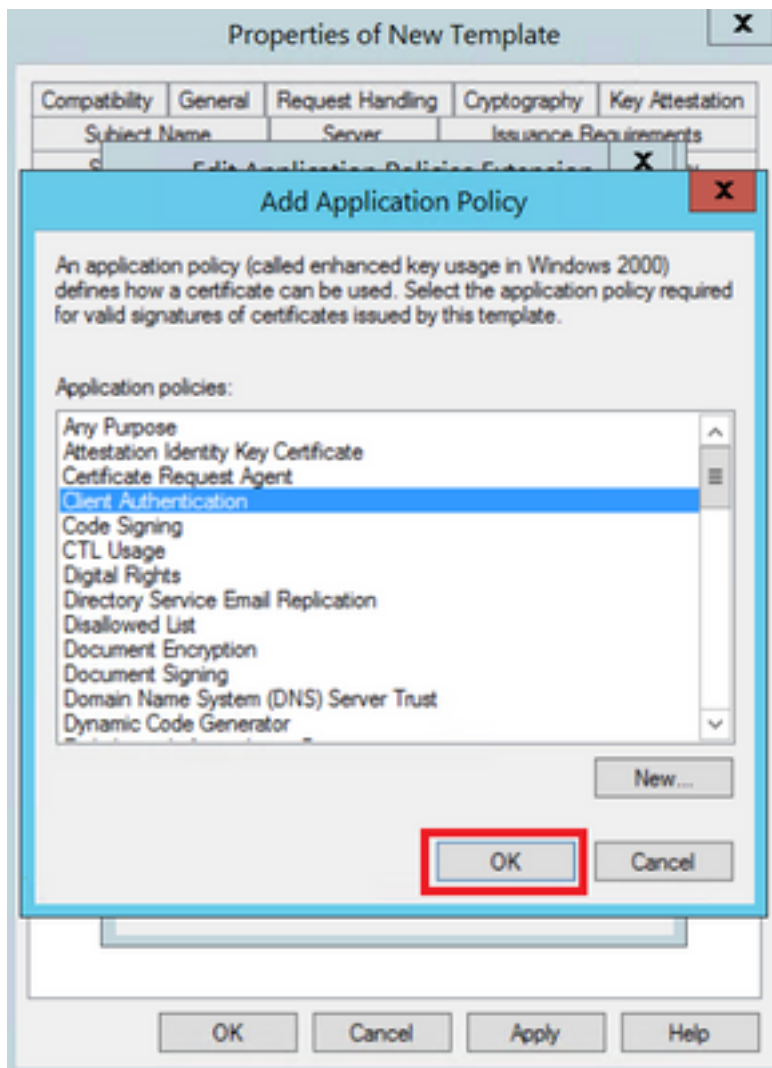 Properties of New Template
X
Compatibility General Request Handling Cryptography Key Attestation
Subject Name Server Issuance Requirements
Edit Application Policies Extension X
Add Application Policy X
An application policy (called enhanced key usage in Windows 2000)
defines how a certificate can be used. Select the application policy required
for valid signatures of certificates issued by this template.
Application policies:
Any Purpose
Attestation Identity Key Certificate
Certificate Request Agent
Client Authentication
Code Signing
CTL Usage
Digital Rights
Directory Service Email Replication
Disallowed List
Document Encryption
Document Signing
Domain Name System (DNS) Server Trust
Dynamic Code Generator
New...
OK Cancel
OK Cancel Apply Help